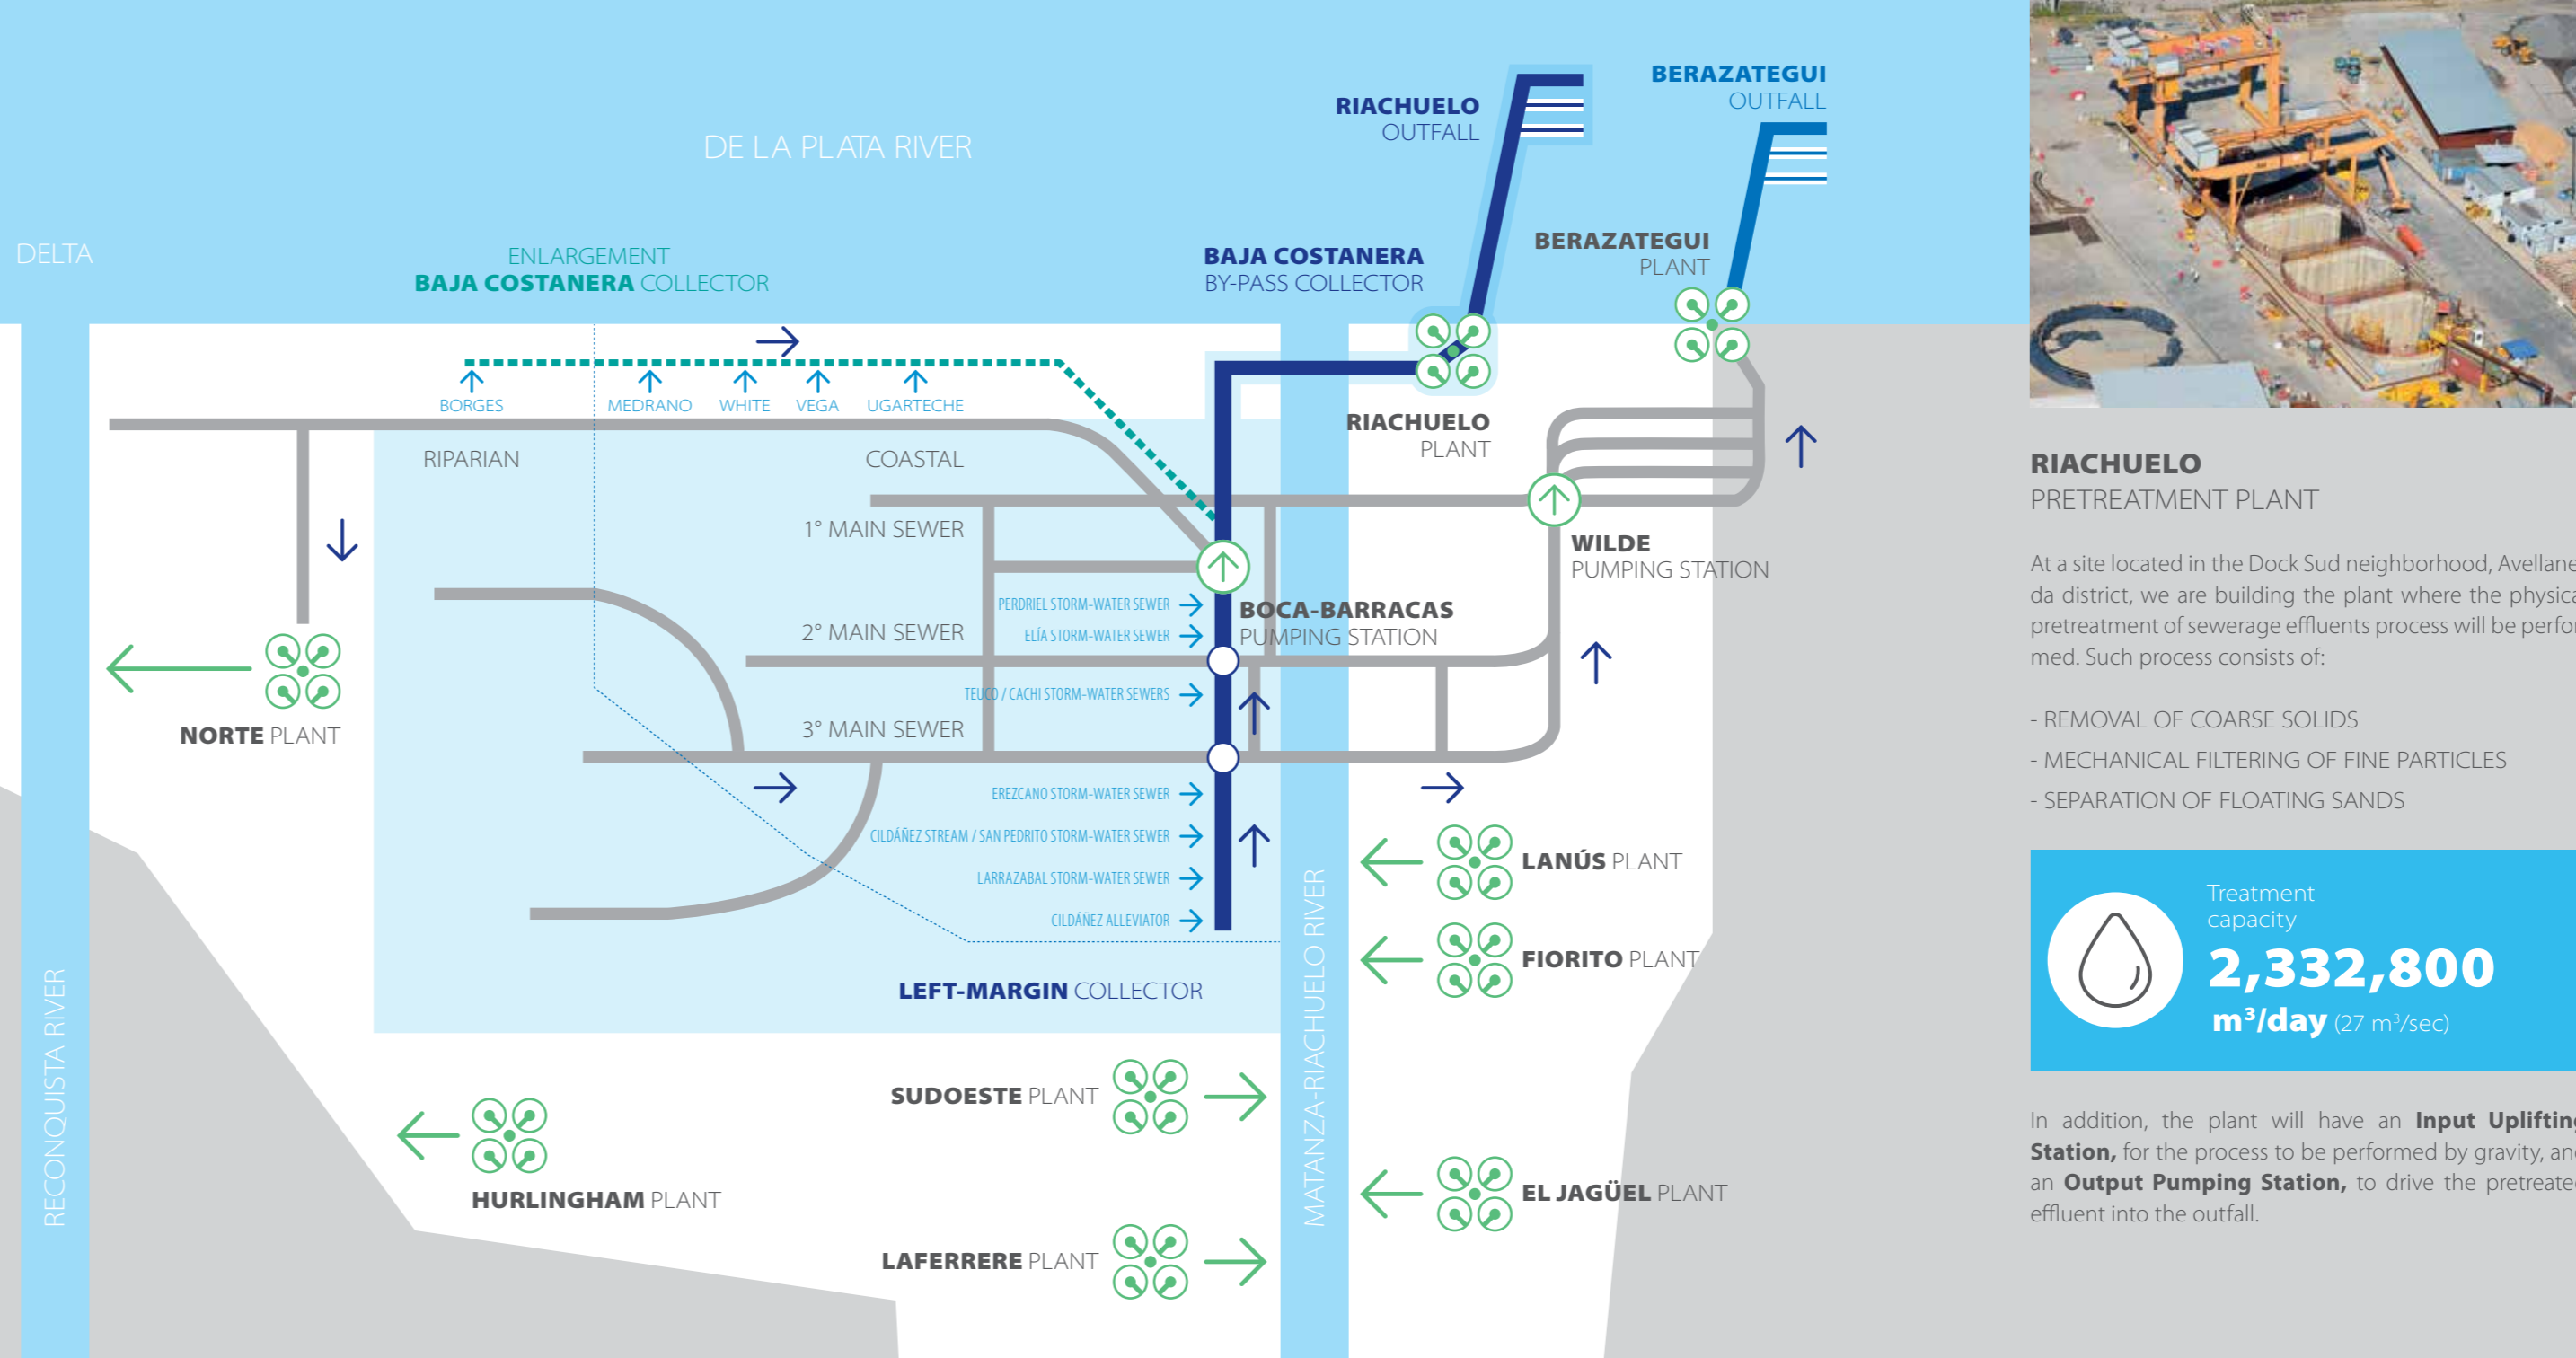 DE LA PLATA RIVER
DELTA
RIACHUELO
OUTFALL
BERAZATEGUI
OUTFALL
ENLARGEMENT
BAJA COSTANERA COLLECTOR
BAJA COSTANERA
BY-PASS COLLECTOR
BERAZATEGUI
PLANT
BORGES
MEDRANO
WHITE
VEGA
UGARTECHE
RIPARIAN
COASTAL
RIACHUELO
PLANT
1° MAIN SEWER
WILDE
PUMPING STATION
PERDRIEL STORM-WATER SEWER
ELÍA STORM-WATER SEWER
BOCA-BARRACAS
PUMPING STATION
2° MAIN SEWER
TEUCO / CACHI STORM-WATER SEWERS
3° MAIN SEWER
NORTE PLANT
EREZCANO STORM-WATER SEWER
CILDÁÑEZ STREAM / SAN PEDRITO STORM-WATER SEWER
LARRAZABAL STORM-WATER SEWER
CILDÁÑEZ ALLEVIATOR
LEFT-MARGIN COLLECTOR
LANÚS PLANT
FIORITO PLANT
SUDOESTE PLANT
HURLINGHAM PLANT
LAFERRERE PLANT
EL JAGÜEL PLANT
RECONQUISTA RIVER
MATANZA-RIACHUELO RIVER
RIACHUELO
PRETREATMENT PLANT
At a site located in the Dock Sud neighborhood, Avellane
da district, we are building the plant where the physica
pretreatment of sewerage effluents process will be perfor
med. Such process consists of:
- REMOVAL OF COARSE SOLIDS
- MECHANICAL FILTERING OF FINE PARTICLES
- SEPARATION OF FLOATING SANDS
Treatment
capacity
2,332,800
m³/day (27 m³/sec)
In addition, the plant will have an Input Uplifting
Station, for the process to be performed by gravity, and
an Output Pumping Station, to drive the pretreated
effluent into the outfall.